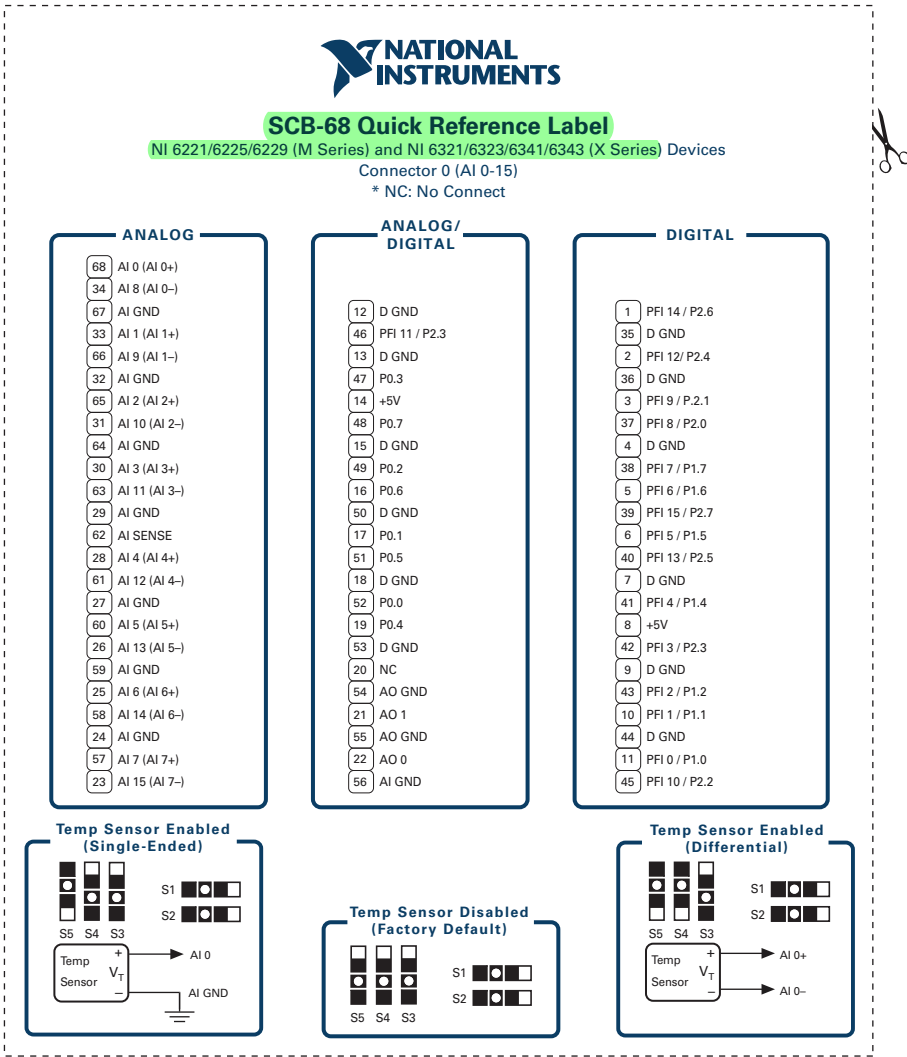 NATIONAL
INSTRUMENTS
SCB-68 Quick Reference Label
NI 6221/6225/6229 (M Series) and NI 6321/6323/6341/6343 (X Series) Devices
Connector 0 (AI 0-15)
* NC: No Connect
ANALOG
68 AI 0 (AI 0+)
34 AI 8 (AI 0–)
67 AI GND
33 AI 1 (AI 1+)
66 AI 9 (AI 1–)
32 AI GND
65 AI 2 (AI 2+)
31 AI 10 (AI 2–)
64 AI GND
30 AI 3 (AI 3+)
63 AI 11 (AI 3–)
29 AI GND
62 AI SENSE
28 AI 4 (AI 4+)
61 AI 12 (AI 4–)
27 AI GND
60 AI 5 (AI 5+)
26 AI 13 (AI 5–)
59 AI GND
25 AI 6 (AI 6+)
58 AI 14 (AI 6–)
24 AI GND
57 AI 7 (AI 7+)
23 AI 15 (AI 7–)
ANALOG/
DIGITAL
12 D GND
46 PFI 11 / P2.3
13 D GND
47 P0.3
14 +5V
48 P0.7
15 D GND
49 P0.2
16 P0.6
50 D GND
17 P0.1
51 P0.5
18 D GND
52 P0.0
19 P0.4
53 D GND
20 NC
54 AO GND
21 AO 1
55 AO GND
22 AO 0
56 AI GND
DIGITAL
1 PFI 14 / P2.6
35 D GND
2 PFI 12/ P2.4
36 D GND
3 PFI 9 / P.2.1
37 PFI 8 / P2.0
4 D GND
38 PFI 7 / P1.7
5 PFI 6 / P1.6
39 PFI 15 / P2.7
6 PFI 5 / P1.5
40 PFI 13 / P2.5
7 D GND
41 PFI 4 / P1.4
8 +5V
42 PFI 3 / P2.3
9 D GND
43 PFI 2 / P1.2
10 PFI 1 / P1.1
44 D GND
11 PFI 0 / P1.0
45 PFI 10 / P2.2
Temp Sensor Enabled
(Single-Ended)
S1
S2
S5 S4 S3
Temp
Sensor
+
VT
–
AI 0
AI GND
Temp Sensor Disabled
(Factory Default)
S1
S2
S5 S4 S3
Temp Sensor Enabled
(Differential)
S1
S2
S5 S4 S3
Temp
Sensor
+
VT
–
AI 0+
AI 0–